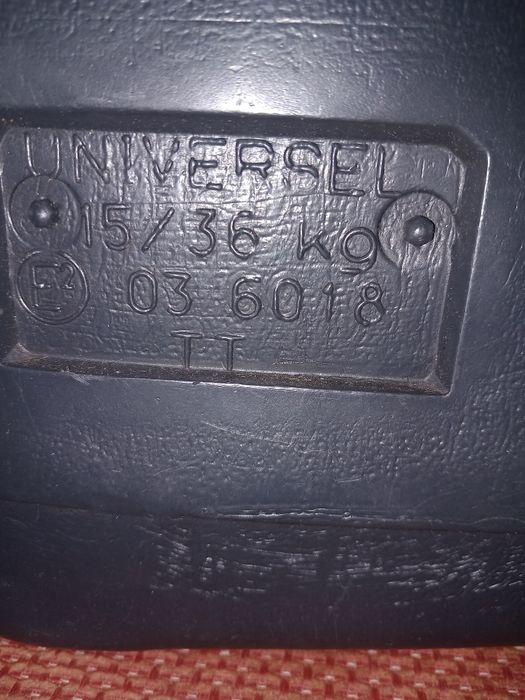 UNIVERSEL
15/36 kg
E2 03 6018
TT